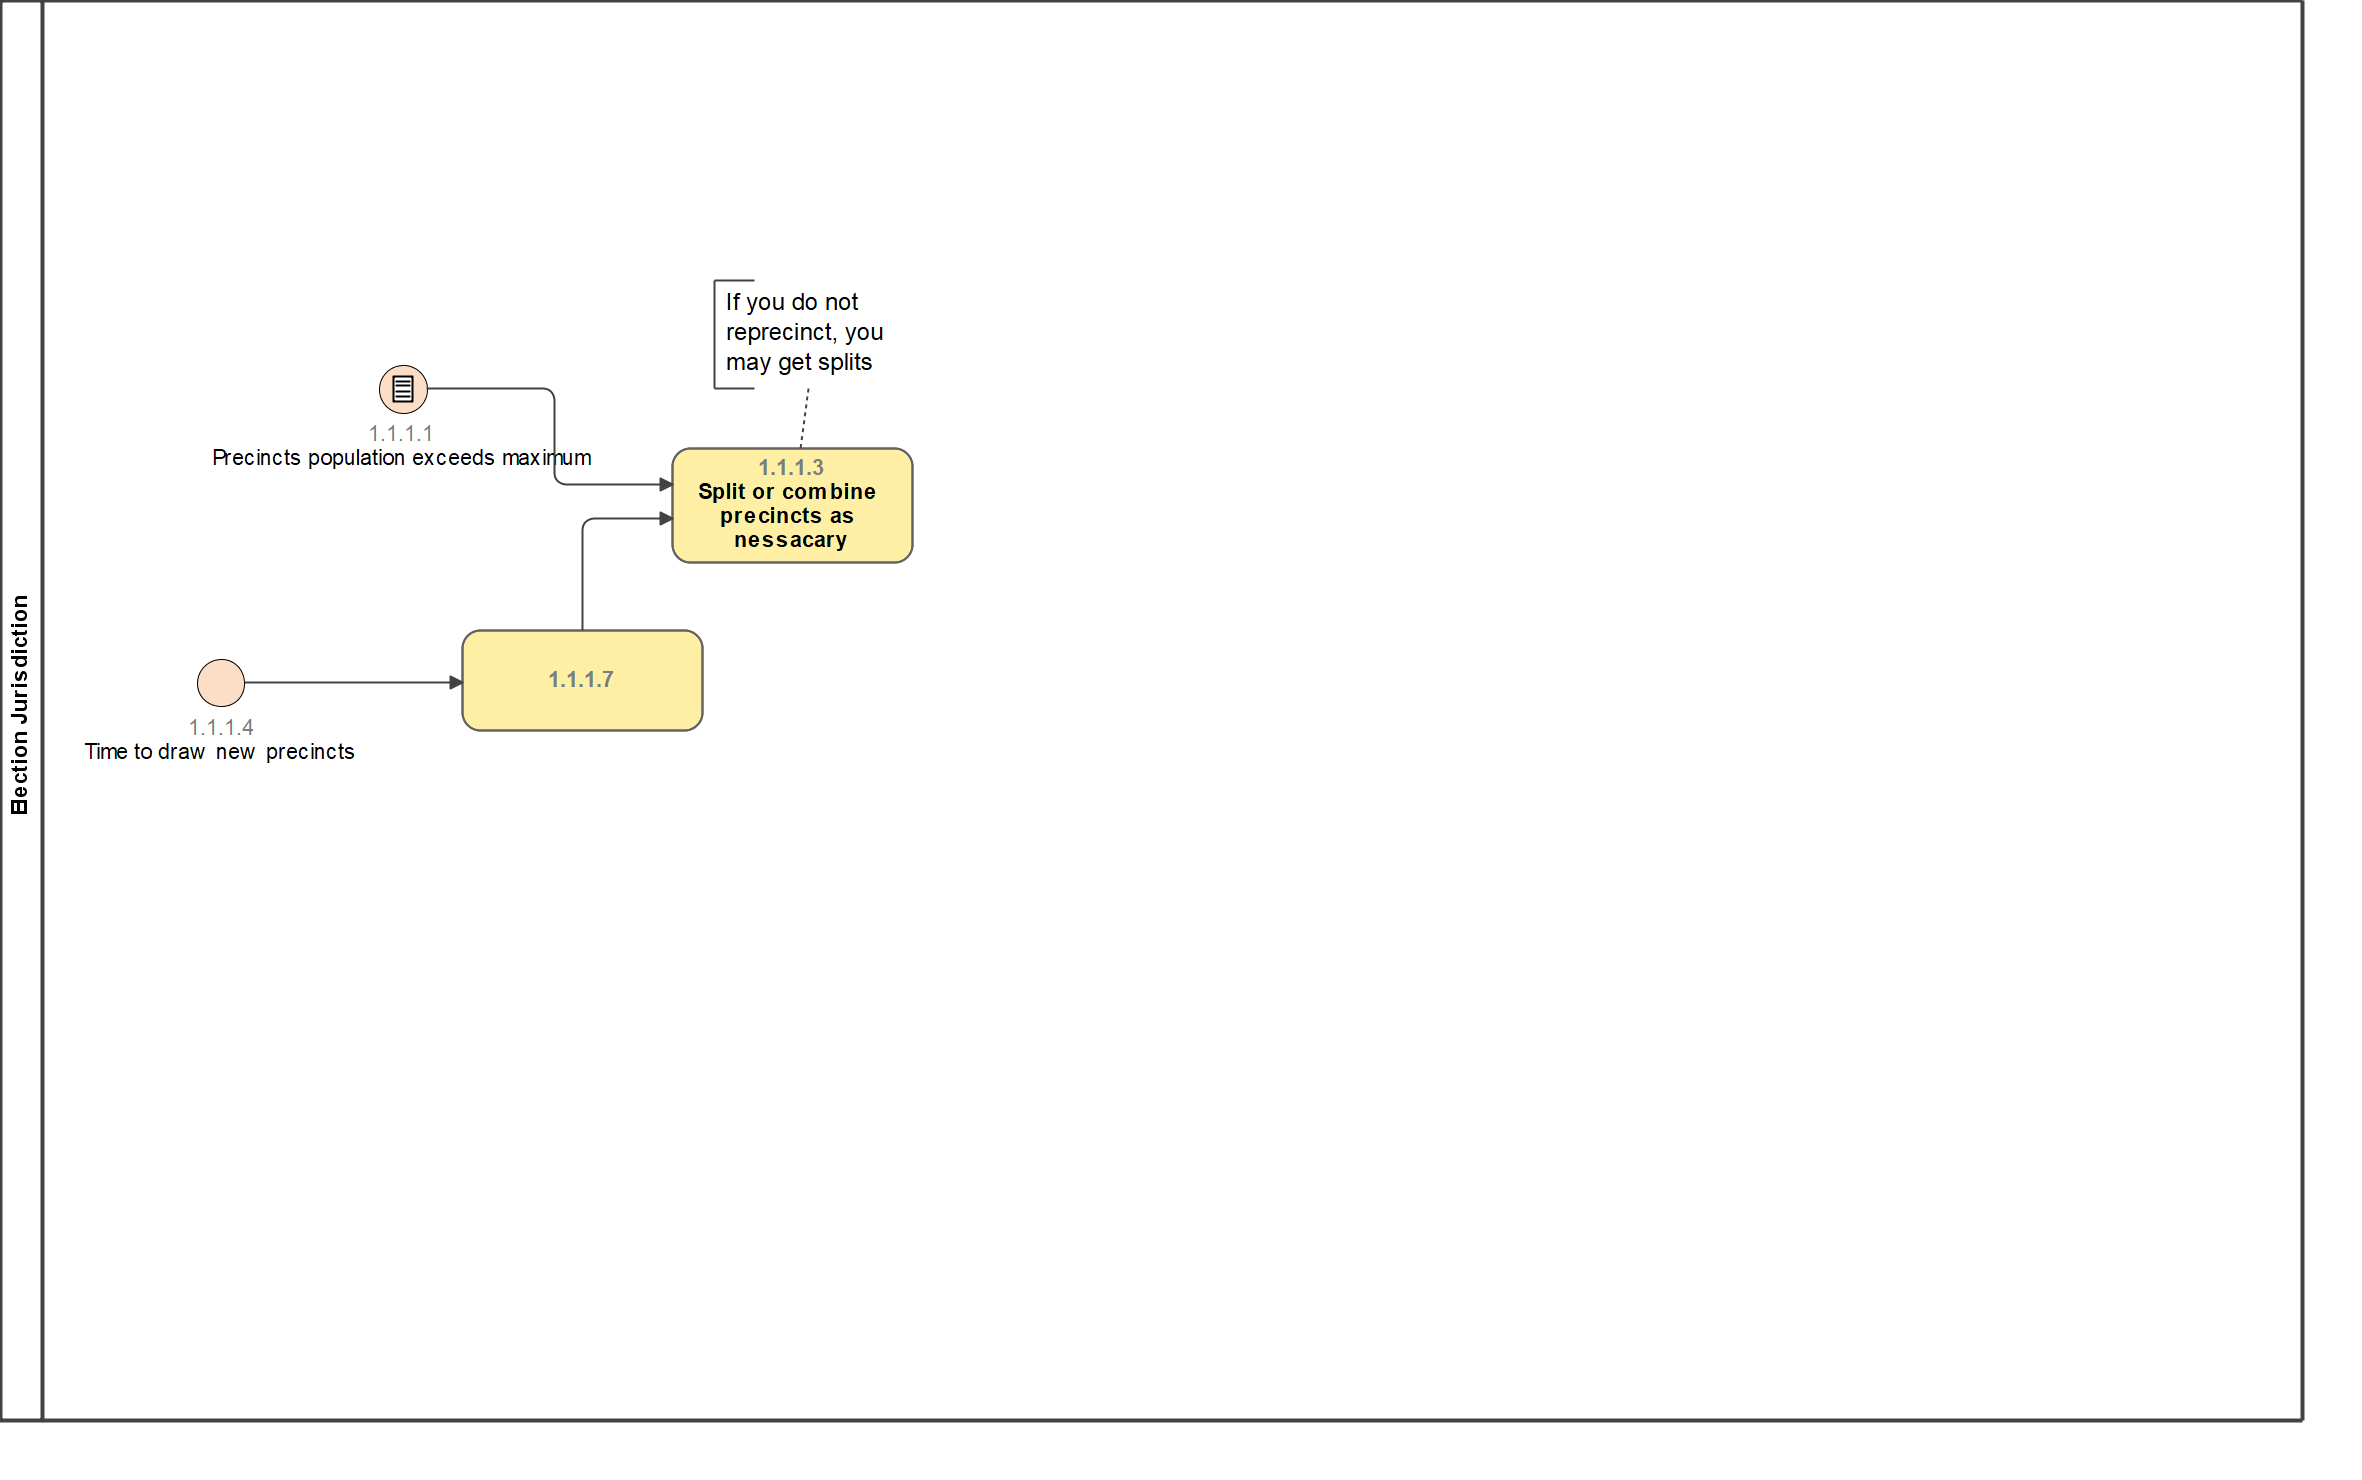 Election Jurisdiction
If you do not
reprecinct, you
may get splits
1.1.1.1
Precincts population exceeds maximum
1.1.1.3
Split or combine
precincts as
nessacary
1.1.1.7
1.1.1.4
Time to draw new precincts